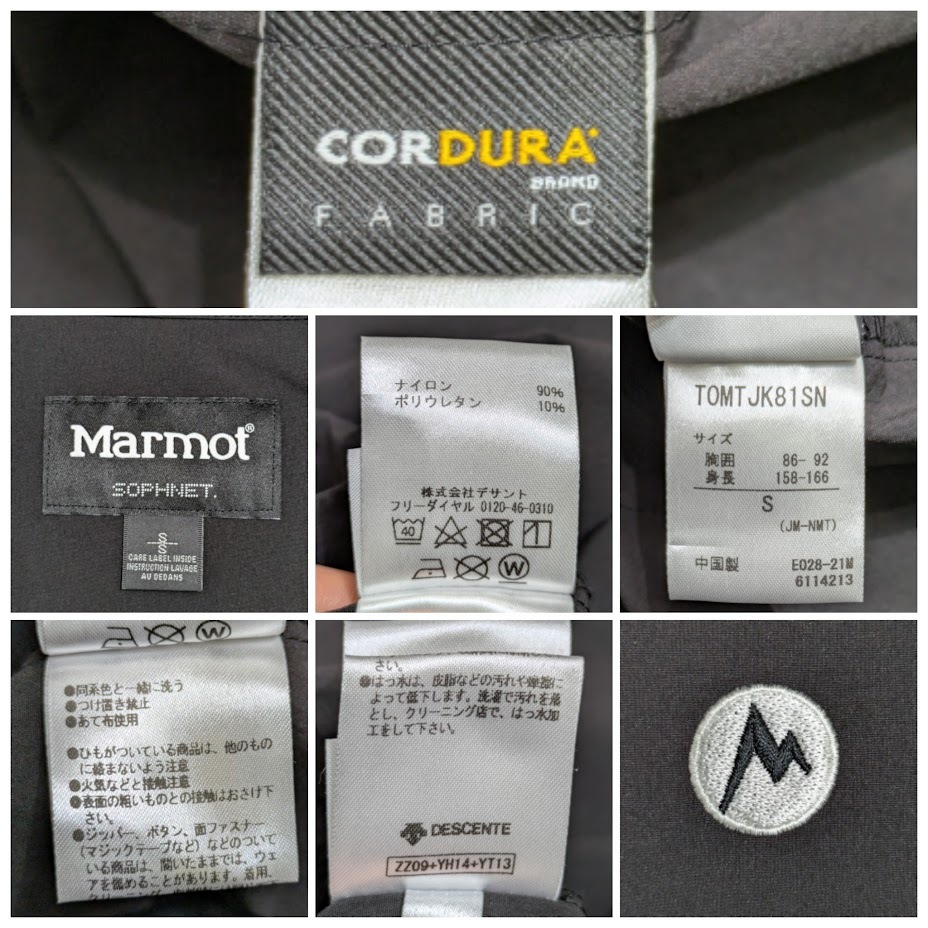 CORDURA
BRAND
FABRIC
Marmot®
SOPHNET.
S
CARE LABEL INSIDE
INSTRUCTION LAVAGE
AU DEDANS
ナイロン 90%
ポリウレタン 10%
株式会社デサント
フリーダイヤル 0120-46-0310
40
W
TOMTJK81SN
サイズ
胸囲 86- 92
身長 158-166
S
(JM-NMT)
中国製 E028-21M
6114213
W
●同系色と一緒に洗う
●つけ置き禁止
●あて布使用
●ひもがついている商品は、他のもの
に絡まないよう注意
●火気などと接触注意
●表面の粗いものとの接触はおさけ下
さい。
●ジッパー、ボタン、面ファスナー
(マジックテープなど)などのついて
いる商品は、開いたままでは、ウェ
アを傷めることがあります。着用、
さい。
●はっ水は、皮脂などの汚れや摩擦に
よって低下します。洗濯で汚れを落
とし、クリーニング店で、はっ水加
工をして下さい。
DESCENTE
ZZ09+YH14+YT13